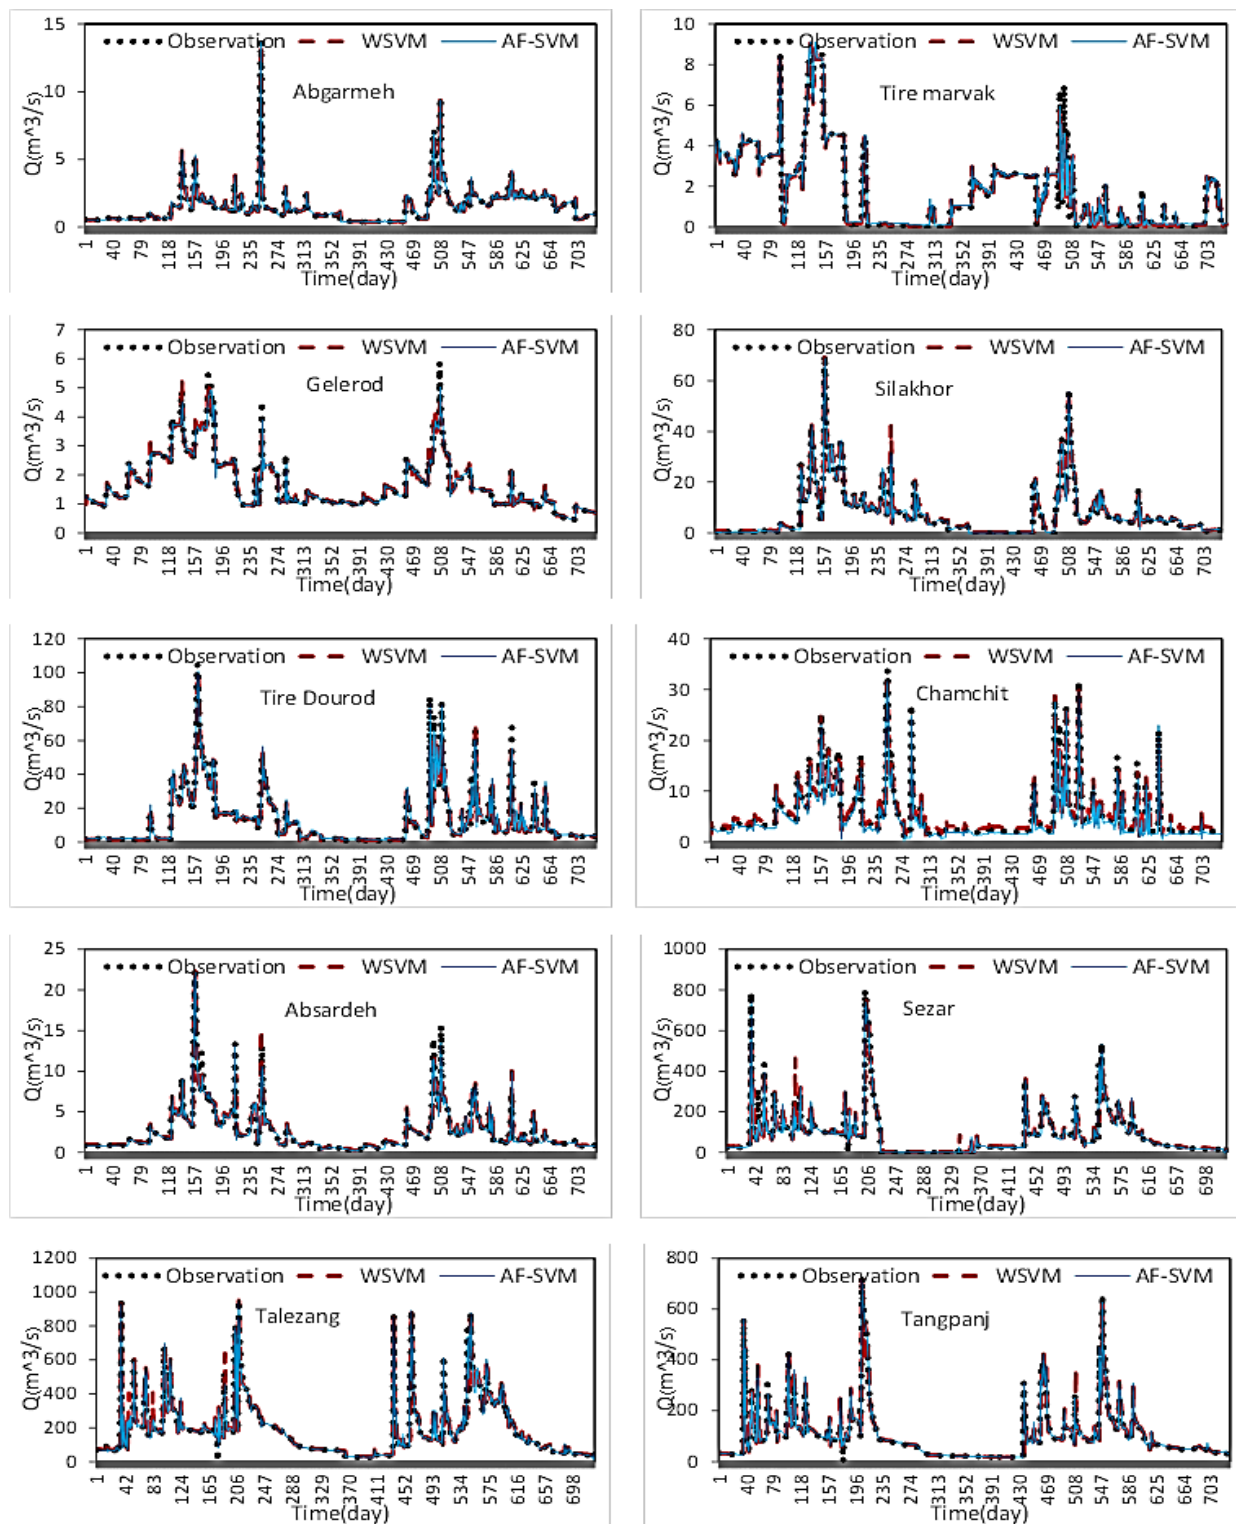 15
Observation WSVM AF-SVM
Abgarmeh
10
5
0
Q(m^3/s)
1 40 79 118 157 196 235 274 313 352 391 430 469 508 547 586 625 664 703
Time(day)
10
Observation WSVM AF-SVM
8
Tire marvak
6
4
2
0
Q(m^3/s)
1 40 79 118 157 196 235 274 313 352 391 430 469 508 547 586 625 664 703
Time(day)
7
Observation WSVM AF-SVM
6
Gelerod
5
4
3
2
1
0
Q(m^3/s)
1 40 79 118 157 196 235 274 313 352 391 430 469 508 547 586 625 664 703
Time(day)
80
Observation WSVM AF-SVM
60
Silakhor
40
20
0
Q(m^3/s)
1 40 79 118 157 196 235 274 313 352 391 430 469 508 547 586 625 664 703
Time(day)
120
Observation WSVM AF-SVM
100
Tire Dourod
80
60
40
20
0
Q(m^3/s)
1 40 79 118 157 196 235 274 313 352 391 430 469 508 547 586 625 664 703
Time(day)
40
Observation WSVM AF-SVM
30
Chamchit
20
10
0
Q(m^3/s)
1 40 79 118 157 196 235 274 313 352 391 430 469 508 547 586 625 664 703
Time(day)
25
Observation WSVM AF-SVM
20
Absardeh
15
10
5
0
Q(m^3/s)
1 40 79 118 157 196 235 274 313 352 391 430 469 508 547 586 625 664 703
Time(day)
1000
Observation WSVM AF-SVM
800
Sezar
600
400
200
0
Q(m^3/s)
1 42 83 124 165 206 247 288 329 370 411 452 493 534 575 616 698
Time(day)
1200
Observation WSVM AF-SVM
1000
Talezang
800
600
400
200
0
Q(m^3/s)
1 42 83 124 165 206 247 288 329 370 411 452 493 534 575 616 698
Time(day)
800
Observation WSVM AF-SVM
600
Tangpanj
400
200
0
Q(m^3/s)
1 40 79 118 157 196 235 274 313 352 391 430 469 508 547 586 625 664 703
Time(day)